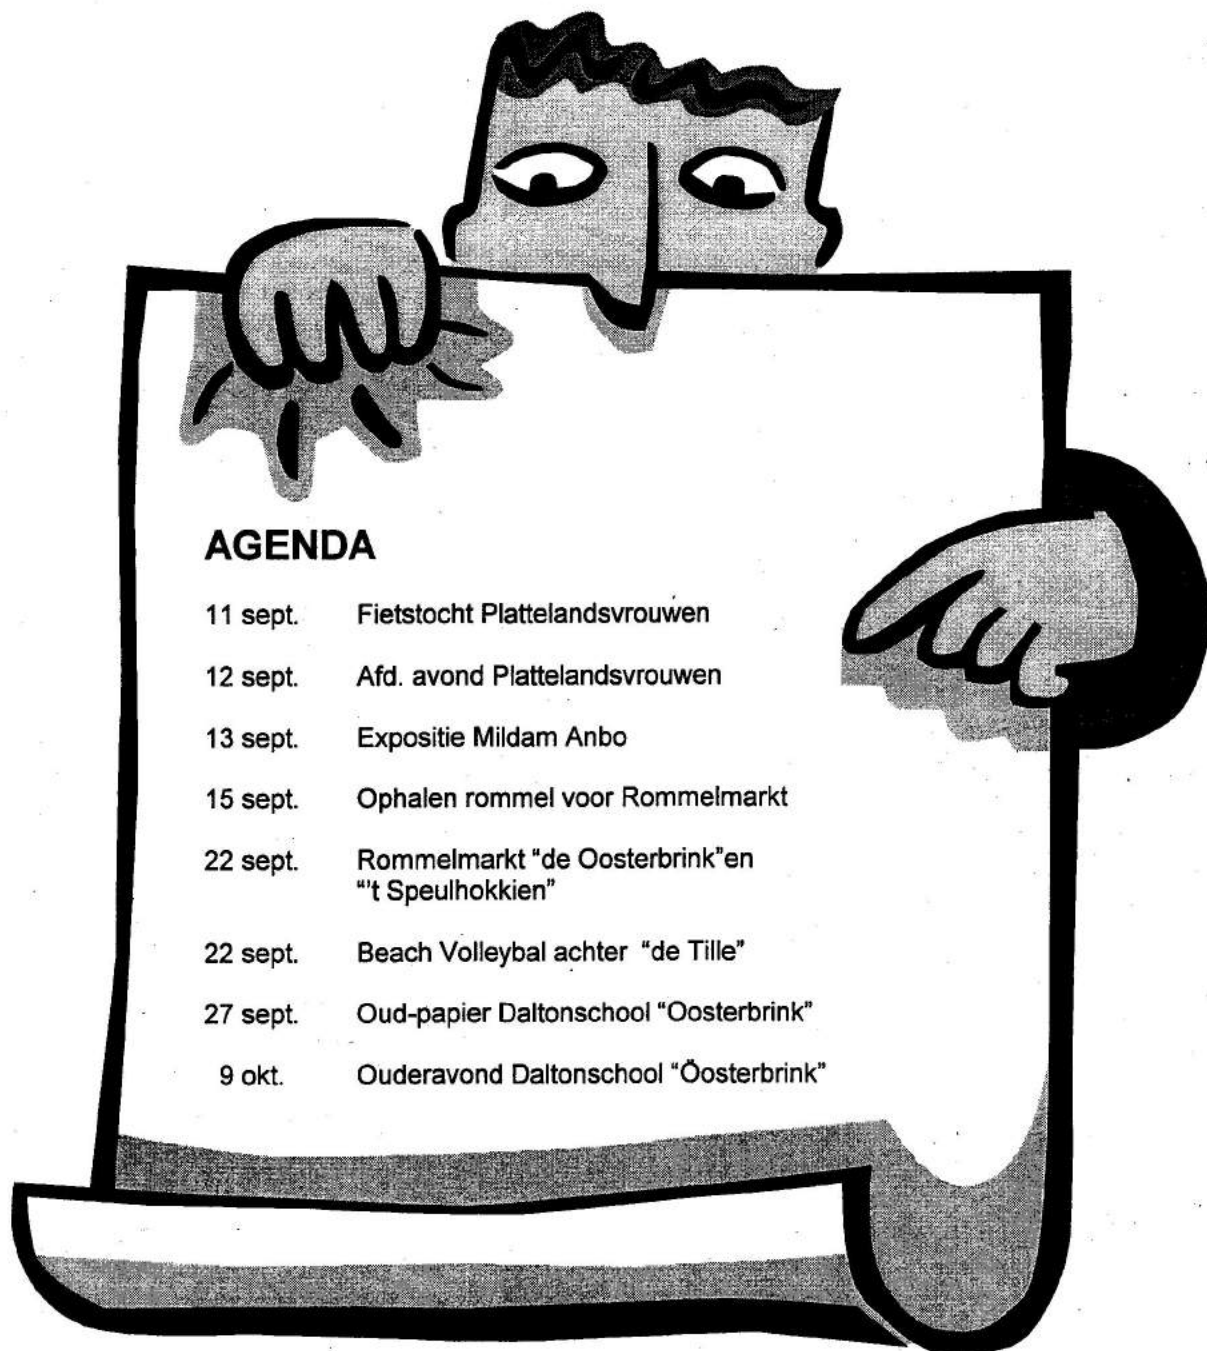 AGENDA
11 sept. Fietstocht Plattelandsvrouwen
12 sept. Afd. avond Plattelandsvrouwen
13 sept. Expositie Mildam Anbo
15 sept. Ophalen rommel voor Rommelmarkt
22 sept. Rommelmarkt “de Oosterbrink”en
“’t Speulhokkien”
22 sept. Beach Volleybal achter “de Tille”
27 sept. Oud-papier Daltonschool “Oosterbrink”
9 okt. Ouderavond Daltonschool “Öosterbrink”